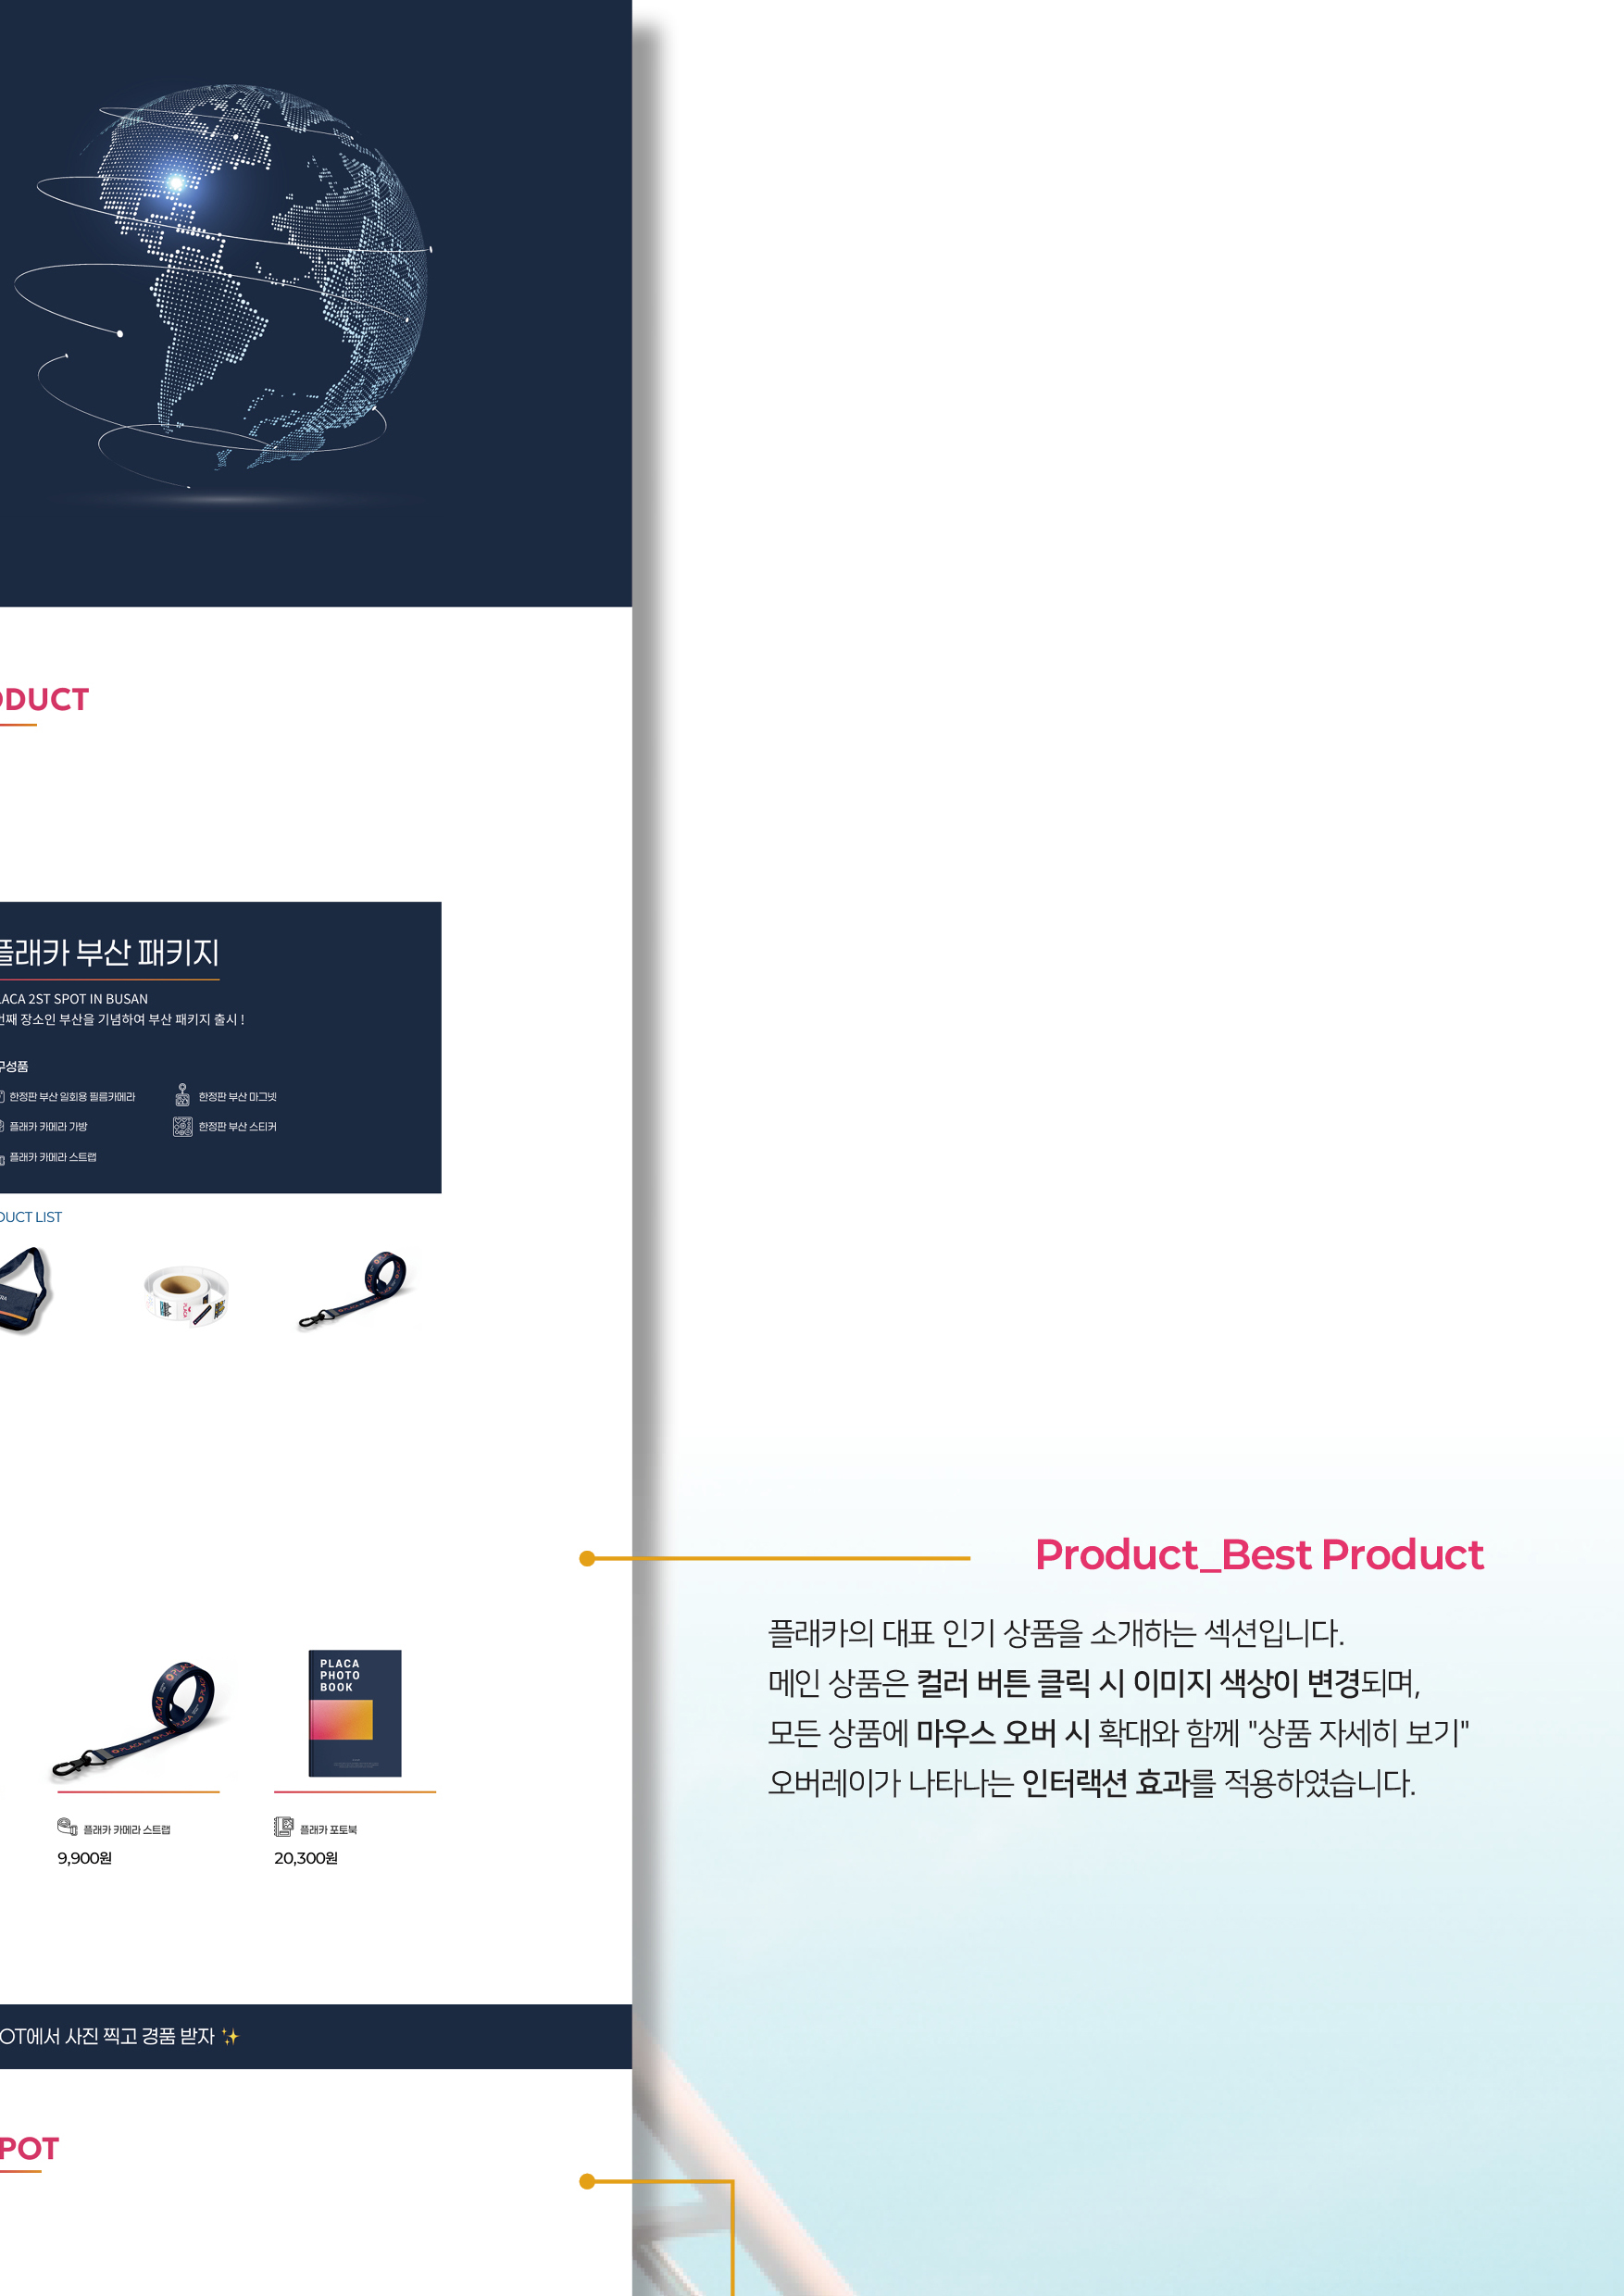 ODUCT
플래카 부산 패키지
LACA 2ST SPOT IN BUSAN
번째 장소인 부산을 기념하여 부산 패키지 출시 !
구성품
한정판 부산 일회용 필름카메라
한정판 부산 마그넷
플래카 카메라 가방
한정판 부산 스티커
플래카 카메라 스트랩
DUCT LIST
Product_Best Product
플래카의 대표 인기 상품을 소개하는 섹션입니다.
메인 상품은 컬러 버튼 클릭 시 이미지 색상이 변경되며,
모든 상품에 마우스 오버 시 확대와 함께 "상품 자세히 보기"
오버레이가 나타나는 인터랙션 효과를 적용하였습니다.
PLACA
PHOTO
BOOK
플래카 카메라 스트랩
9,900원
플래카 포토북
20,300원
OT에서 사진 찍고 경품 받자 ✨
POT